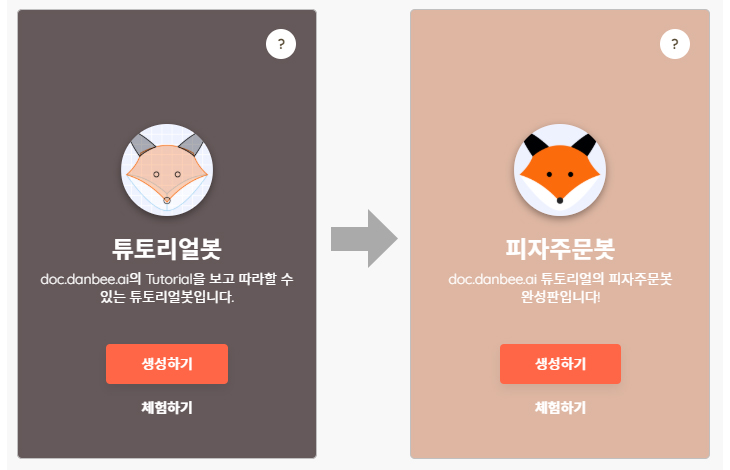 ?
튜토리얼봇
doc.danbee.ai의 Tutorial을 보고 따라할 수
있는 튜토리얼봇입니다.
생성하기
체험하기
?
피자주문봇
doc.danbee.ai 튜토리얼의 피자주문봇
완성판입니다!
생성하기
체험하기